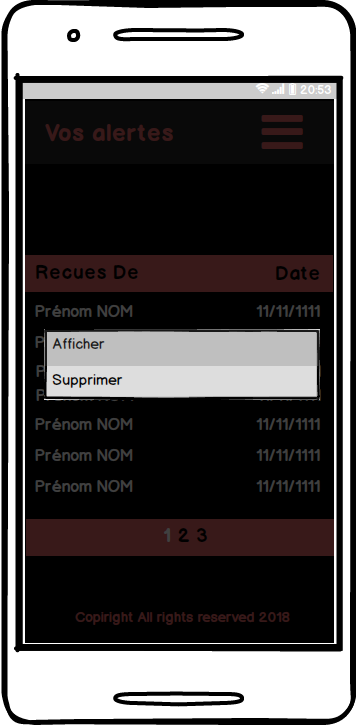 20:53
Vos alertes
Recues De Date
Prénom NOM 11/11/1111
Afficher
Supprimer
Prénom NOM 11/11/1111
Prénom NOM 11/11/1111
Prénom NOM 11/11/1111
1 2 3
Copiright All rights reserved 2018